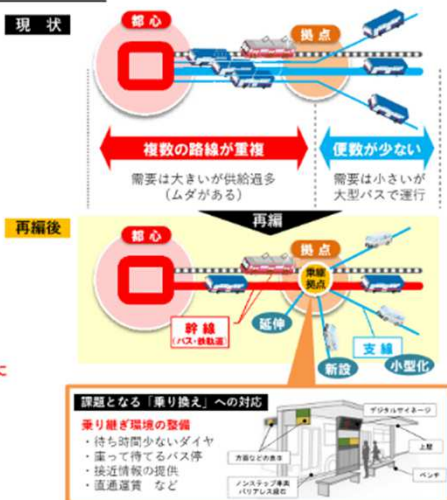 現 状
都 心
拠 点
複数の路線が重複
便数が少ない
需要は大きいが供給過多
(ムダがある)
需要は小さいが
大型バスで運行
再編
再編後
都 心
拠 点
乗継
拠点
幹 線
(バス・鉄軌道)
延伸
支 線
新設
小型化
に
課題となる「乗り換え」への対応
乗り継ぎ環境の整備
・待ち時間少ないダイヤ
・座って待てるバス停
・接近情報の提供
・直通運賃 など
デジタルサイネージ
方面などの表示
上屋
ベンチ
ノンステップ車両
バリアレス縁石